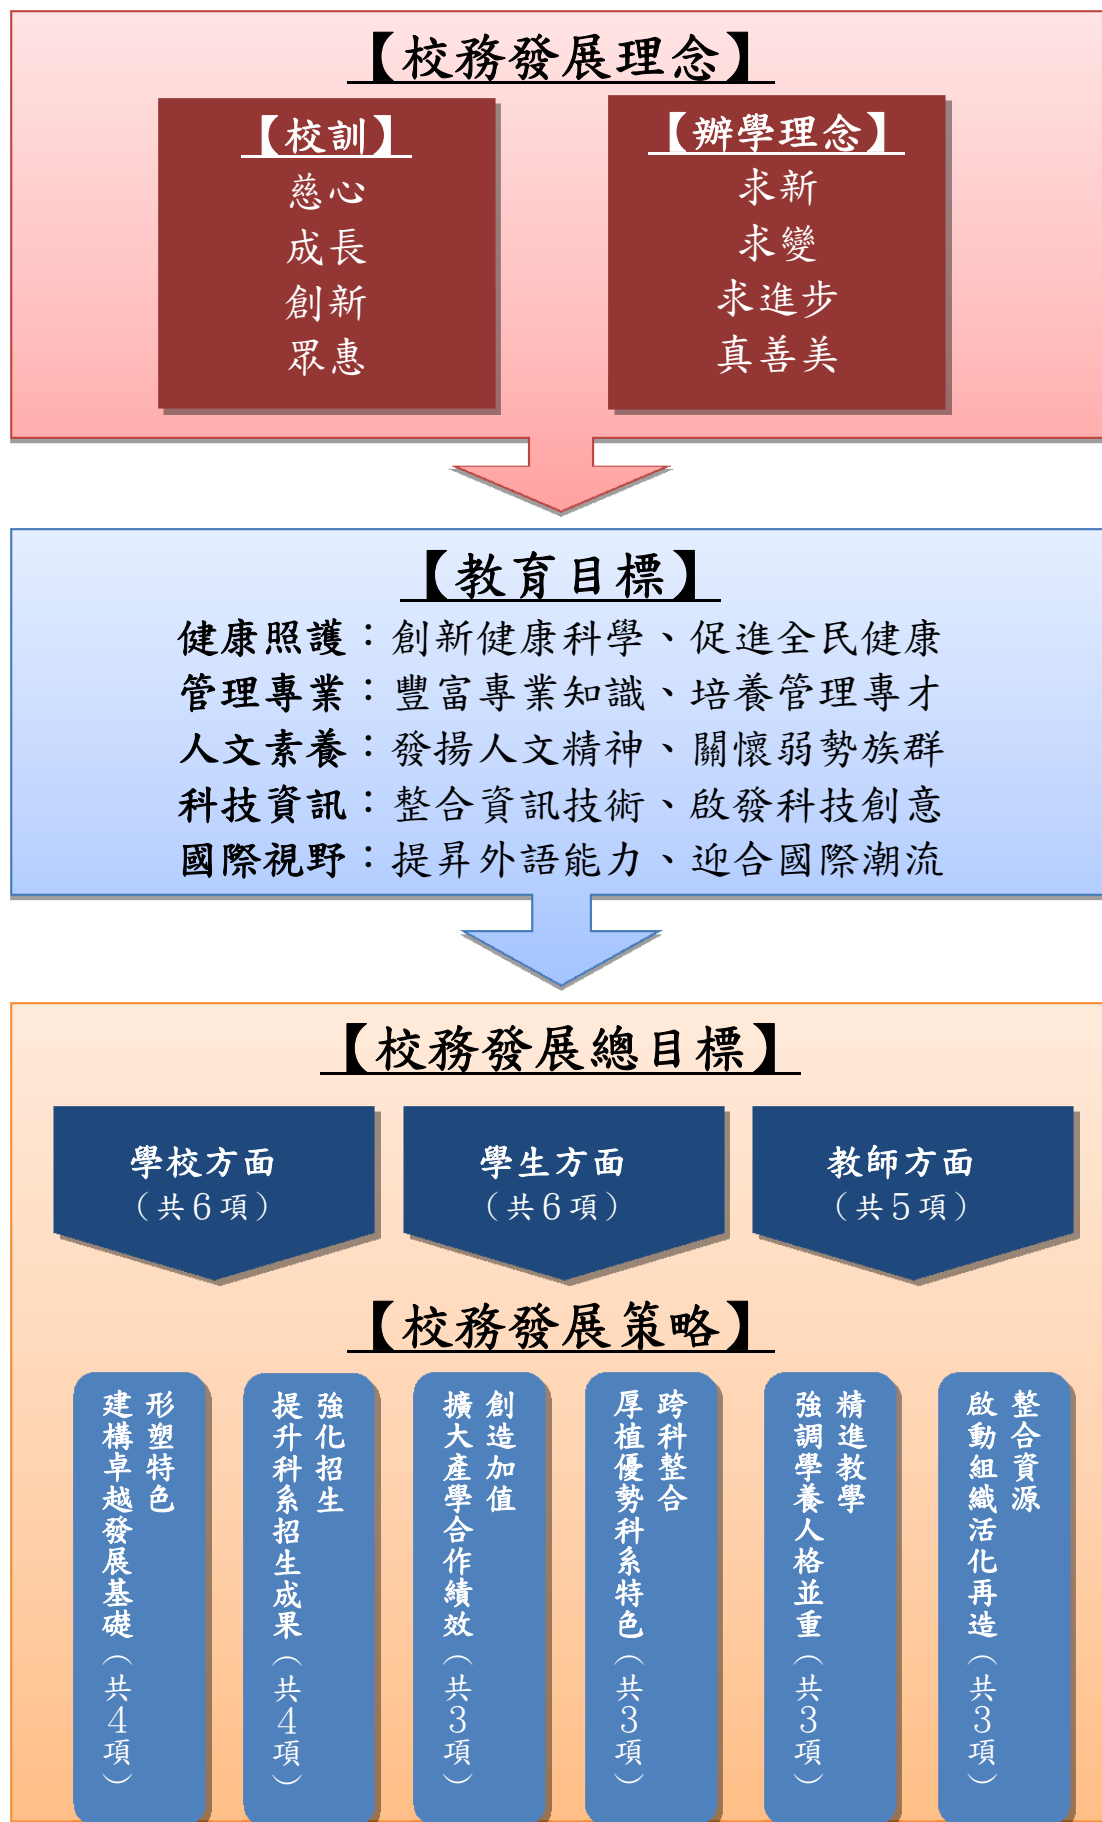 【校務發展理念】
【校訓】
慈心
成長
創新
眾惠
【辦學理念】
求新
求變
求進步
真善美
【教育目標】
健康照護：創新健康科學、促進全民健康
管理專業：豐富專業知識、培養管理專才
人文素養：發揚人文精神、關懷弱勢族群
科技資訊：整合資訊技術、啟發科技創意
國際視野：提昇外語能力、迎合國際潮流
【校務發展總目標】
學校方面
（共6項）
學生方面
（共6項）
教師方面
（共5項）
【校務發展策略】
形塑特色
建構卓越發展基礎（共4項）
強化招生
提升科系招生成果（共4項）
創造加值
擴大產學合作績效（共3項）
跨科整合
厚植優勢科系特色（共3項）
精進教學
強調學養人格並重（共3項）
整合資源
啟動組織活化再造（共3項）